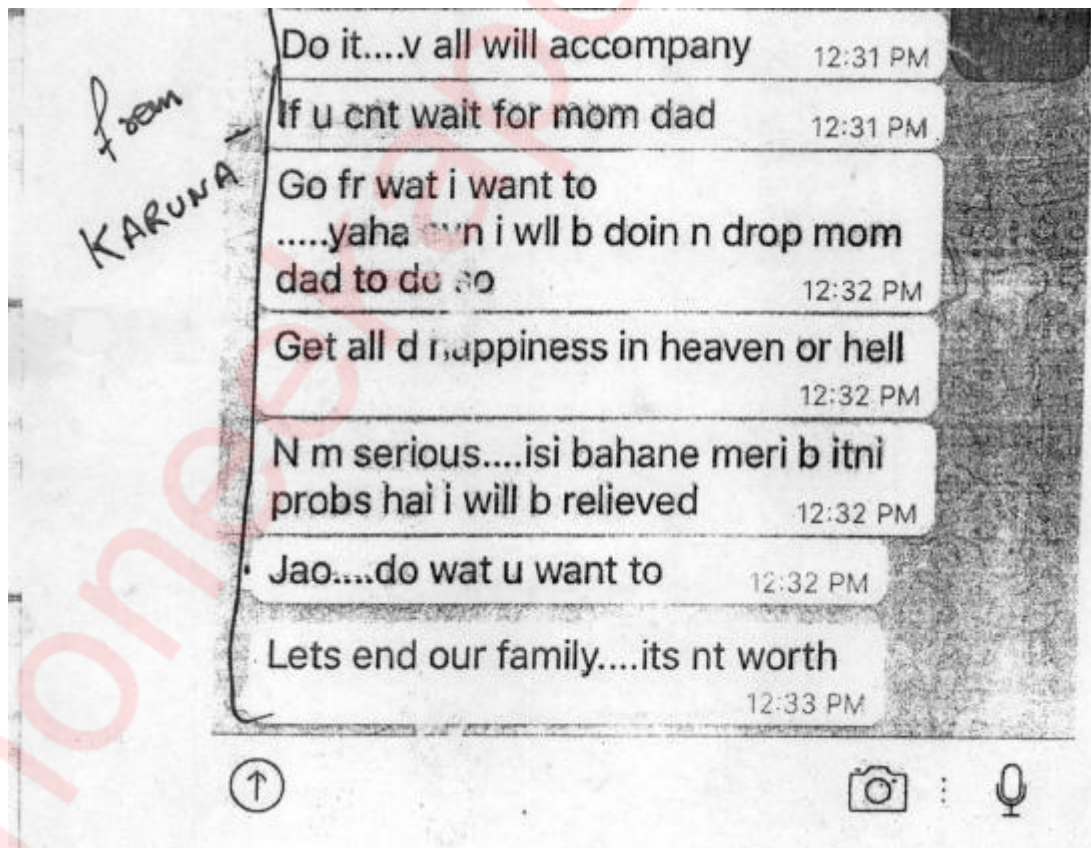 Do it....v all will accompany 12:31 PM
If u cnt wait for mom dad 12:31 PM
from
KARUNA
Go fr wat i want to
.....yaha i wll b doin n drop mom
dad to do so 12:32 PM
Get all d happiness in heaven or hell
12:32 PM
N m serious....isi bahane meri b itni
probs hai i will b relieved 12:32 PM
Jao....do wat u want to 12:32 PM
Lets end our family....its nt worth
12:33 PM